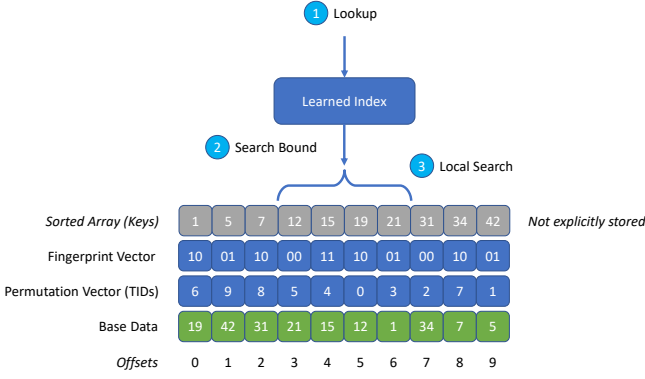 1 Lookup
Learned Index
2 Search Bound
3 Local Search
Sorted Array (Keys) 1 5 7 12 15 19 21 31 34 42 Not explicitly stored
Fingerprint Vector 10 01 10 00 11 10 01 00 10 01
Permutation Vector (TIDs) 6 9 8 5 4 0 3 2 7 1
Base Data 19 42 31 21 15 12 1 34 7 5
Offsets 0 1 2 3 4 5 6 7 8 9